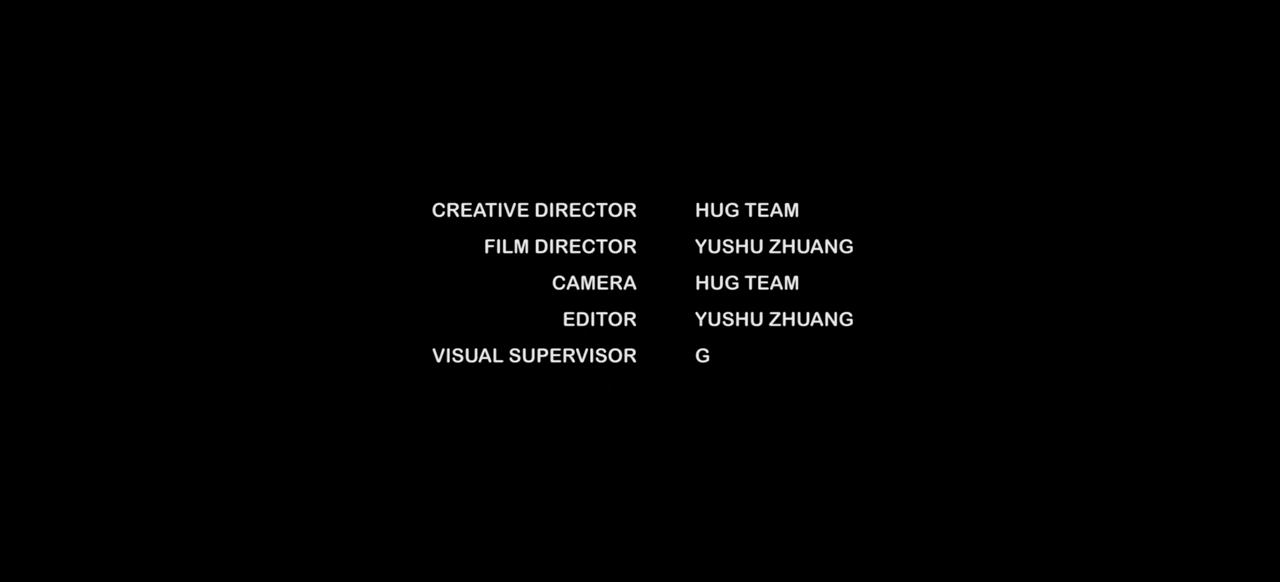 CREATIVE DIRECTOR HUG TEAM
FILM DIRECTOR YUSHU ZHUANG
CAMERA HUG TEAM
EDITOR YUSHU ZHUANG
VISUAL SUPERVISOR G